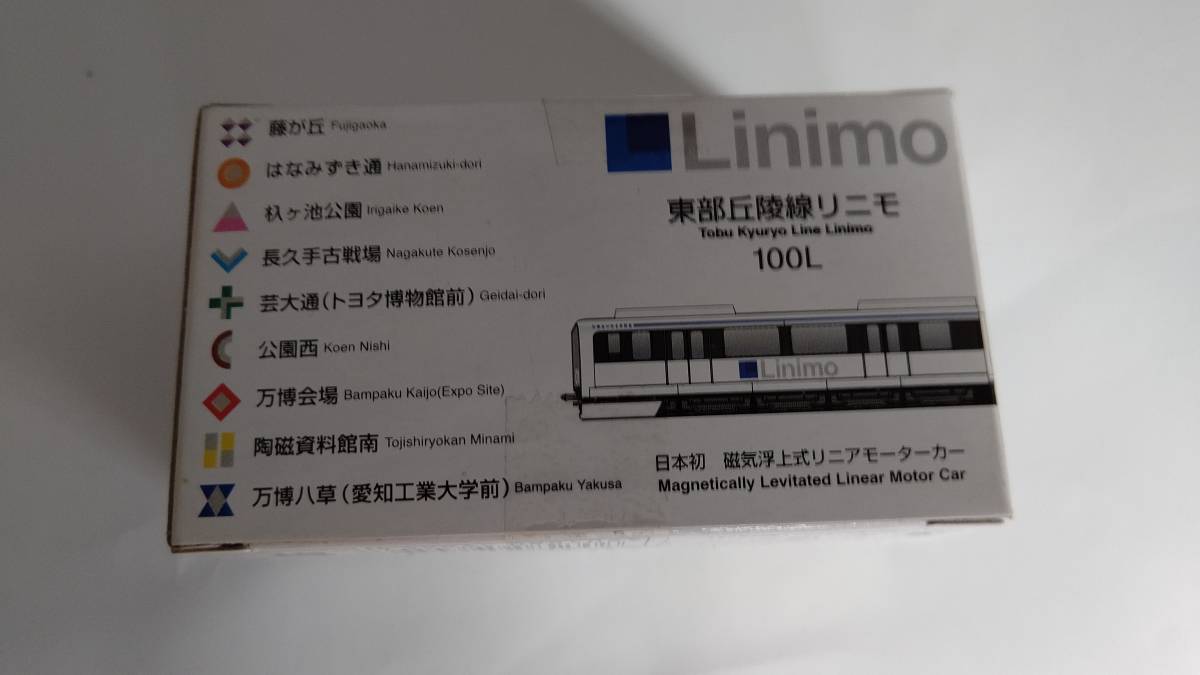 藤が丘 Fujigaoka
はなみずき通 Hanamizuki-dori
杁ヶ池公園 Irigaike Koen
長久手古戦場 Nagakute Kosenjo
芸大通(トヨタ博物館前) Geidai-dori
公園西 Koen Nishi
万博会場 Bampaku Kaijo(Expo Site)
陶磁資料館南 Tojishiryokan Minami
万博八草(愛知工業大学前) Bampaku Yakusa
Linimo
東部丘陵線リニモ
Tobu Kyuryo Line Linimo
100L
Linimo
日本初 磁気浮上式リニアモーターカー
Magnetically Levitated Linear Motor Car